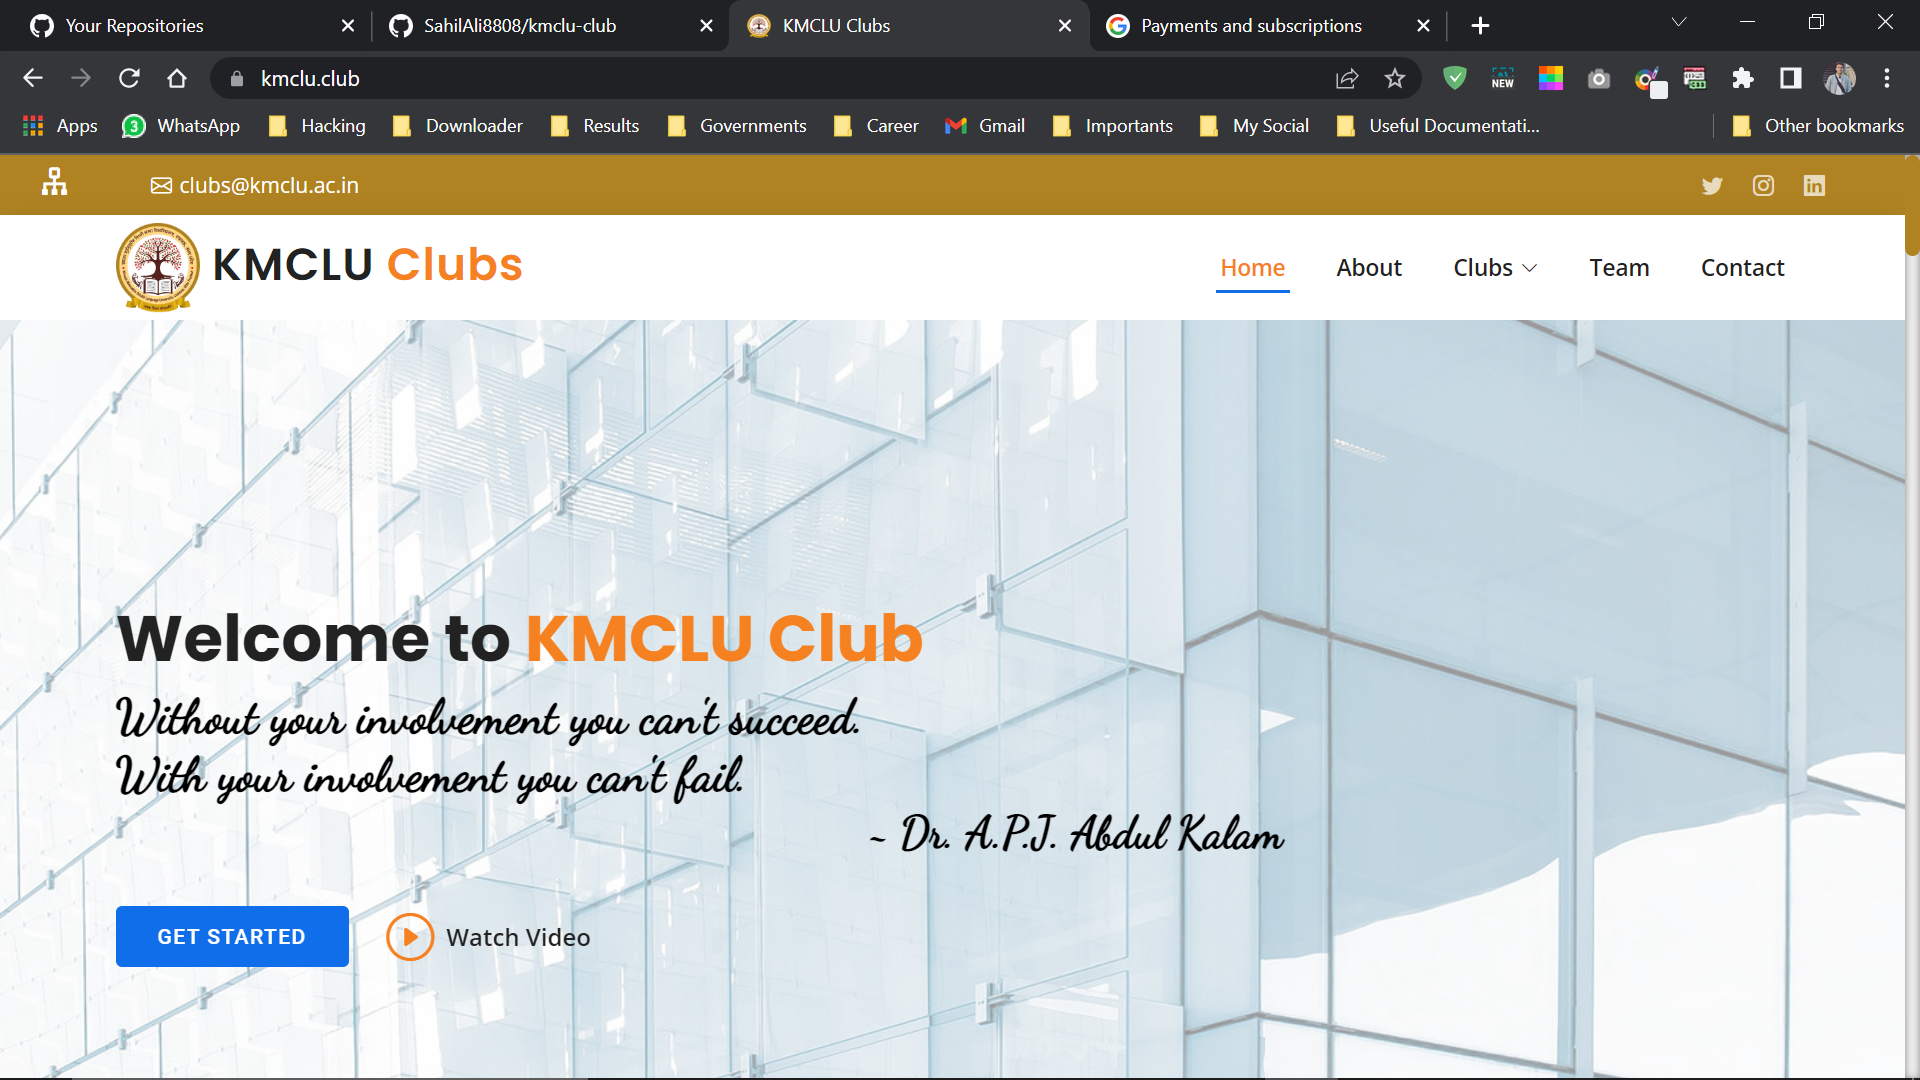 Your Repositories
SahilAli8808/kmclu-club
KMCLU Clubs
Payments and subscriptions
kmclu.club
NEW
Apps
3
WhatsApp
Hacking
Downloader
Results
Governments
Career
Gmail
Importants
My Social
Useful Documentati...
Other bookmarks
clubs@kmclu.ac.in
KMCLU Clubs
Home
About
Clubs
Team
Contact
Welcome to KMCLU Club
Without your involvement you can't succeed.
With your involvement you can't fail.
~ Dr. A.P.J. Abdul Kalam
GET STARTED
Watch Video